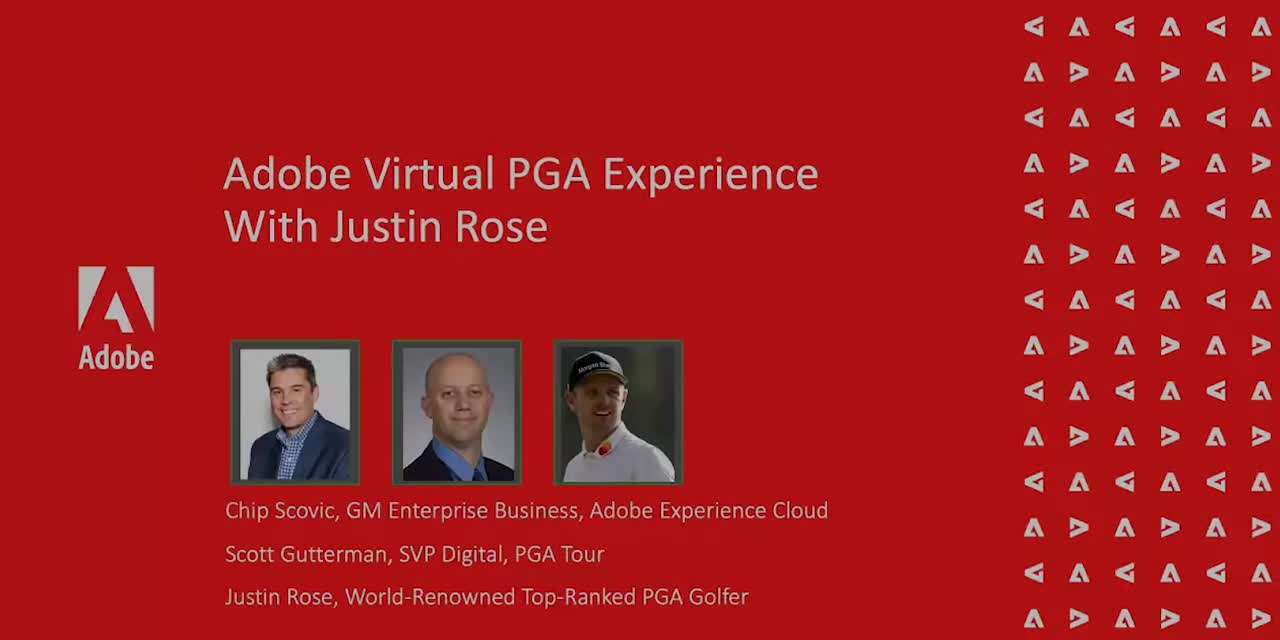 Adobe Virtual PGA Experience
With Justin Rose
Adobe
Chip Scovic, GM Enterprise Business, Adobe Experience Cloud
Scott Gutterman, SVP Digital, PGA Tour
Justin Rose, World-Renowned Top-Ranked PGA Golfer